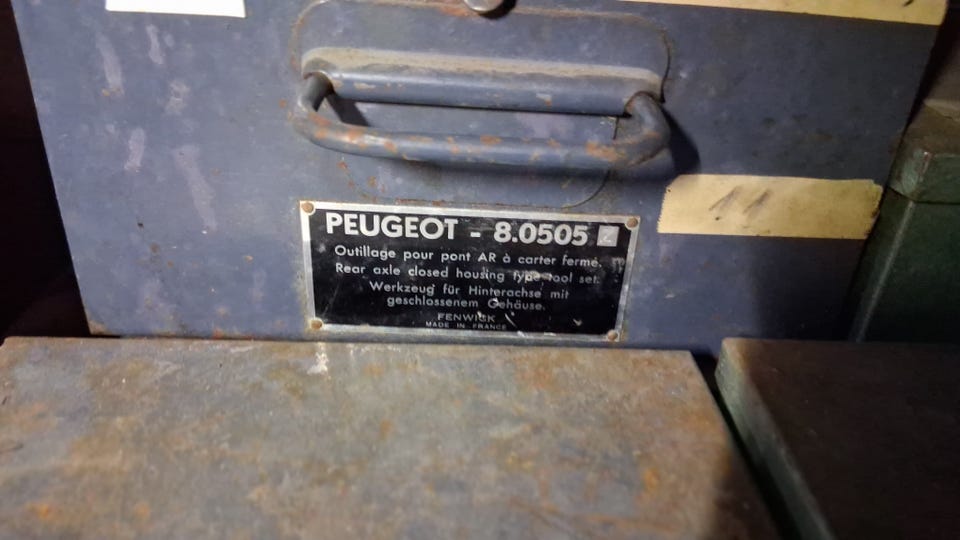 PEUGEOT - 8.0505 Z
Outillage pour pont AR à carter fermé.
Rear axle closed housing type tool set.
Werkzeug für Hinterachse mit
geschlossenem Gehäuse.
FENWICK
MADE IN FRANCE
11